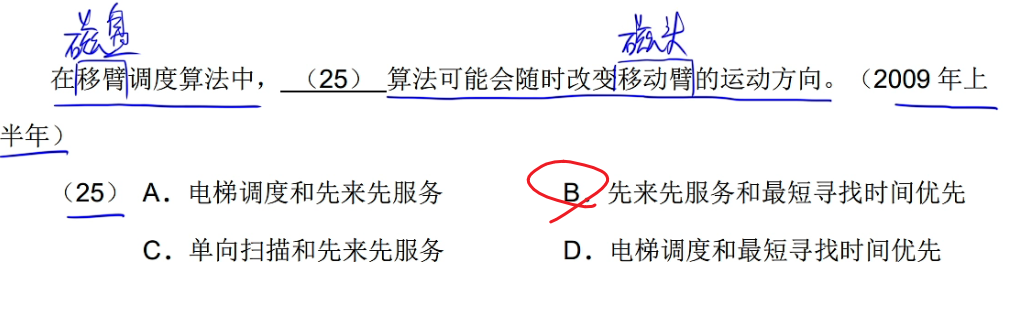 磁盘 磁头
在移臂调度算法中，（25）算法可能会随时改变移动臂的运动方向。（2009 年上
半年）
（25） A．电梯调度和先来先服务 B．先来先服务和最短寻找时间优先
C．单向扫描和先来先服务 D．电梯调度和最短寻找时间优先